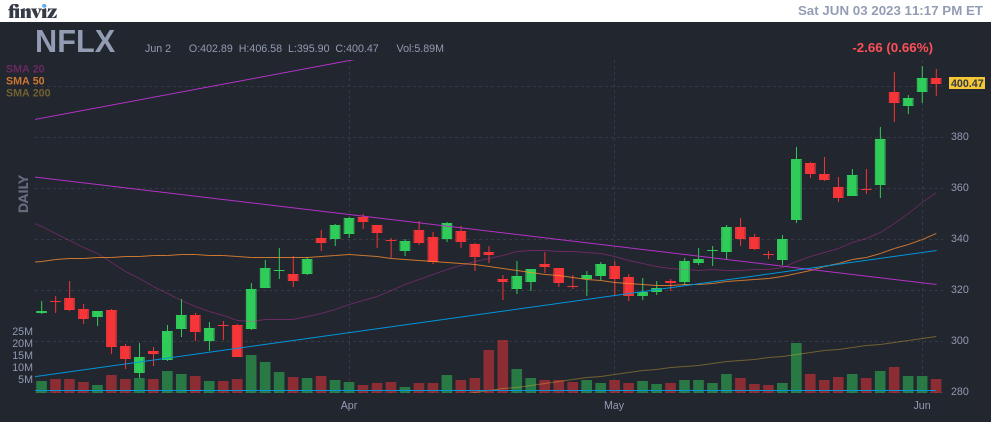 finviz
Sat JUN 03 2023 11:17 PM ET
NFLX
Jun 2 O:402.89 H:406.58 L:395.90 C:400.47 Vol:5.89M
-2.66 (0.66%)
SMA 20
SMA 50
SMA 200
400.47
380
DAILY
360
340
320
25M
20M
300
15M
10M
5M
280
Apr
May
Jun